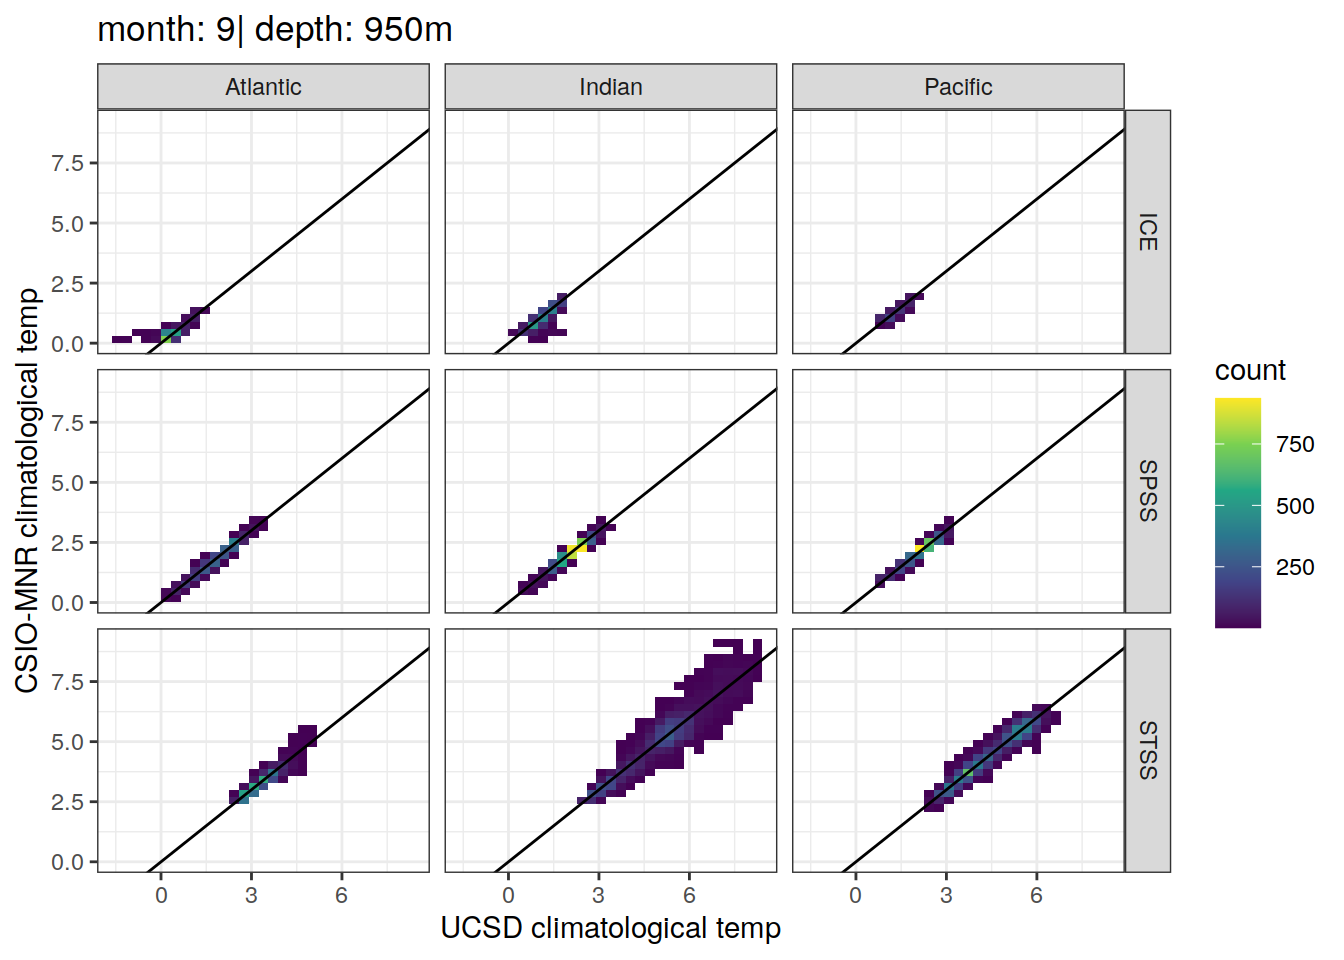 month: 9| depth: 950m
Atlantic
Indian
Pacific
7.5
5.0
2.5
0.0
ICE
7.5
5.0
2.5
0.0
SPSS
7.5
5.0
2.5
0.0
STSS
0 3 6
0 3 6
0 3 6
UCSD climatological temp
CSIO-MNR climatological temp
count
750
500
250